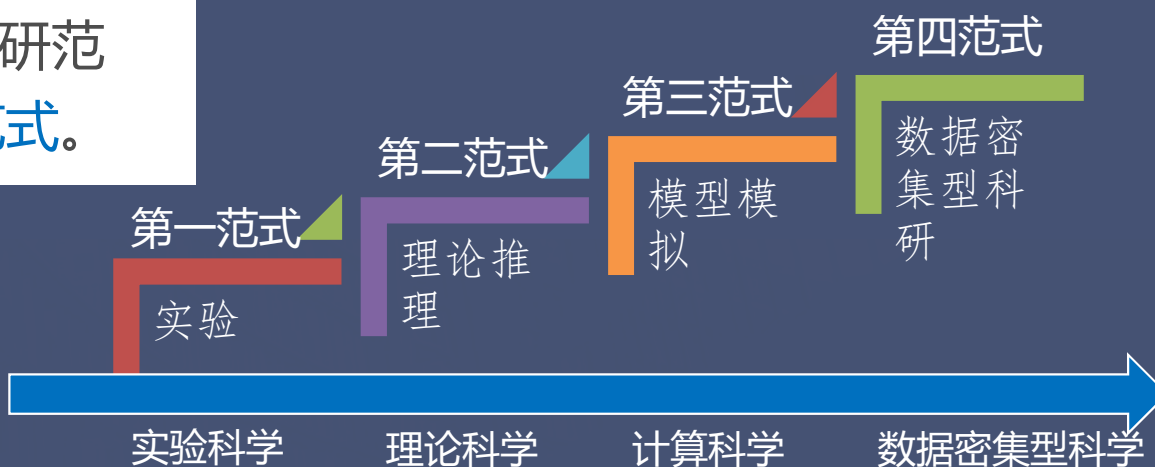 研范
式。
第一范式
实验
第二范式
理论推
理
第三范式
模型模
拟
第四范式
数据密
集型科
研
实验科学
理论科学
计算科学
数据密集型科学